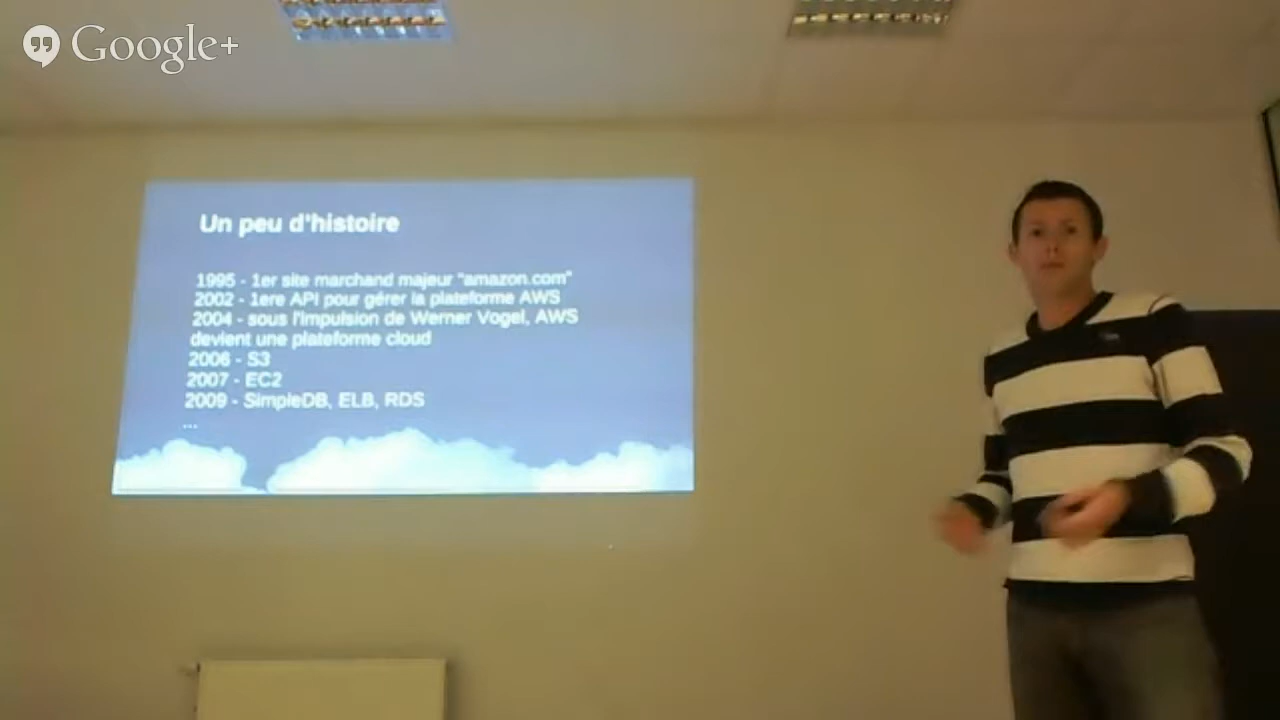 Google+
Un peu d'histoire
1995 - 1er site marchand majeur "amazon.com"
2002 - 1ere API pour gérer la plateforme AWS
2004 - sous l'impulsion de Werner Vogel, AWS
devient une plateforme cloud
2006 - S3
2007 - EC2
2009 - SimpleDB, ELB, RDS
...